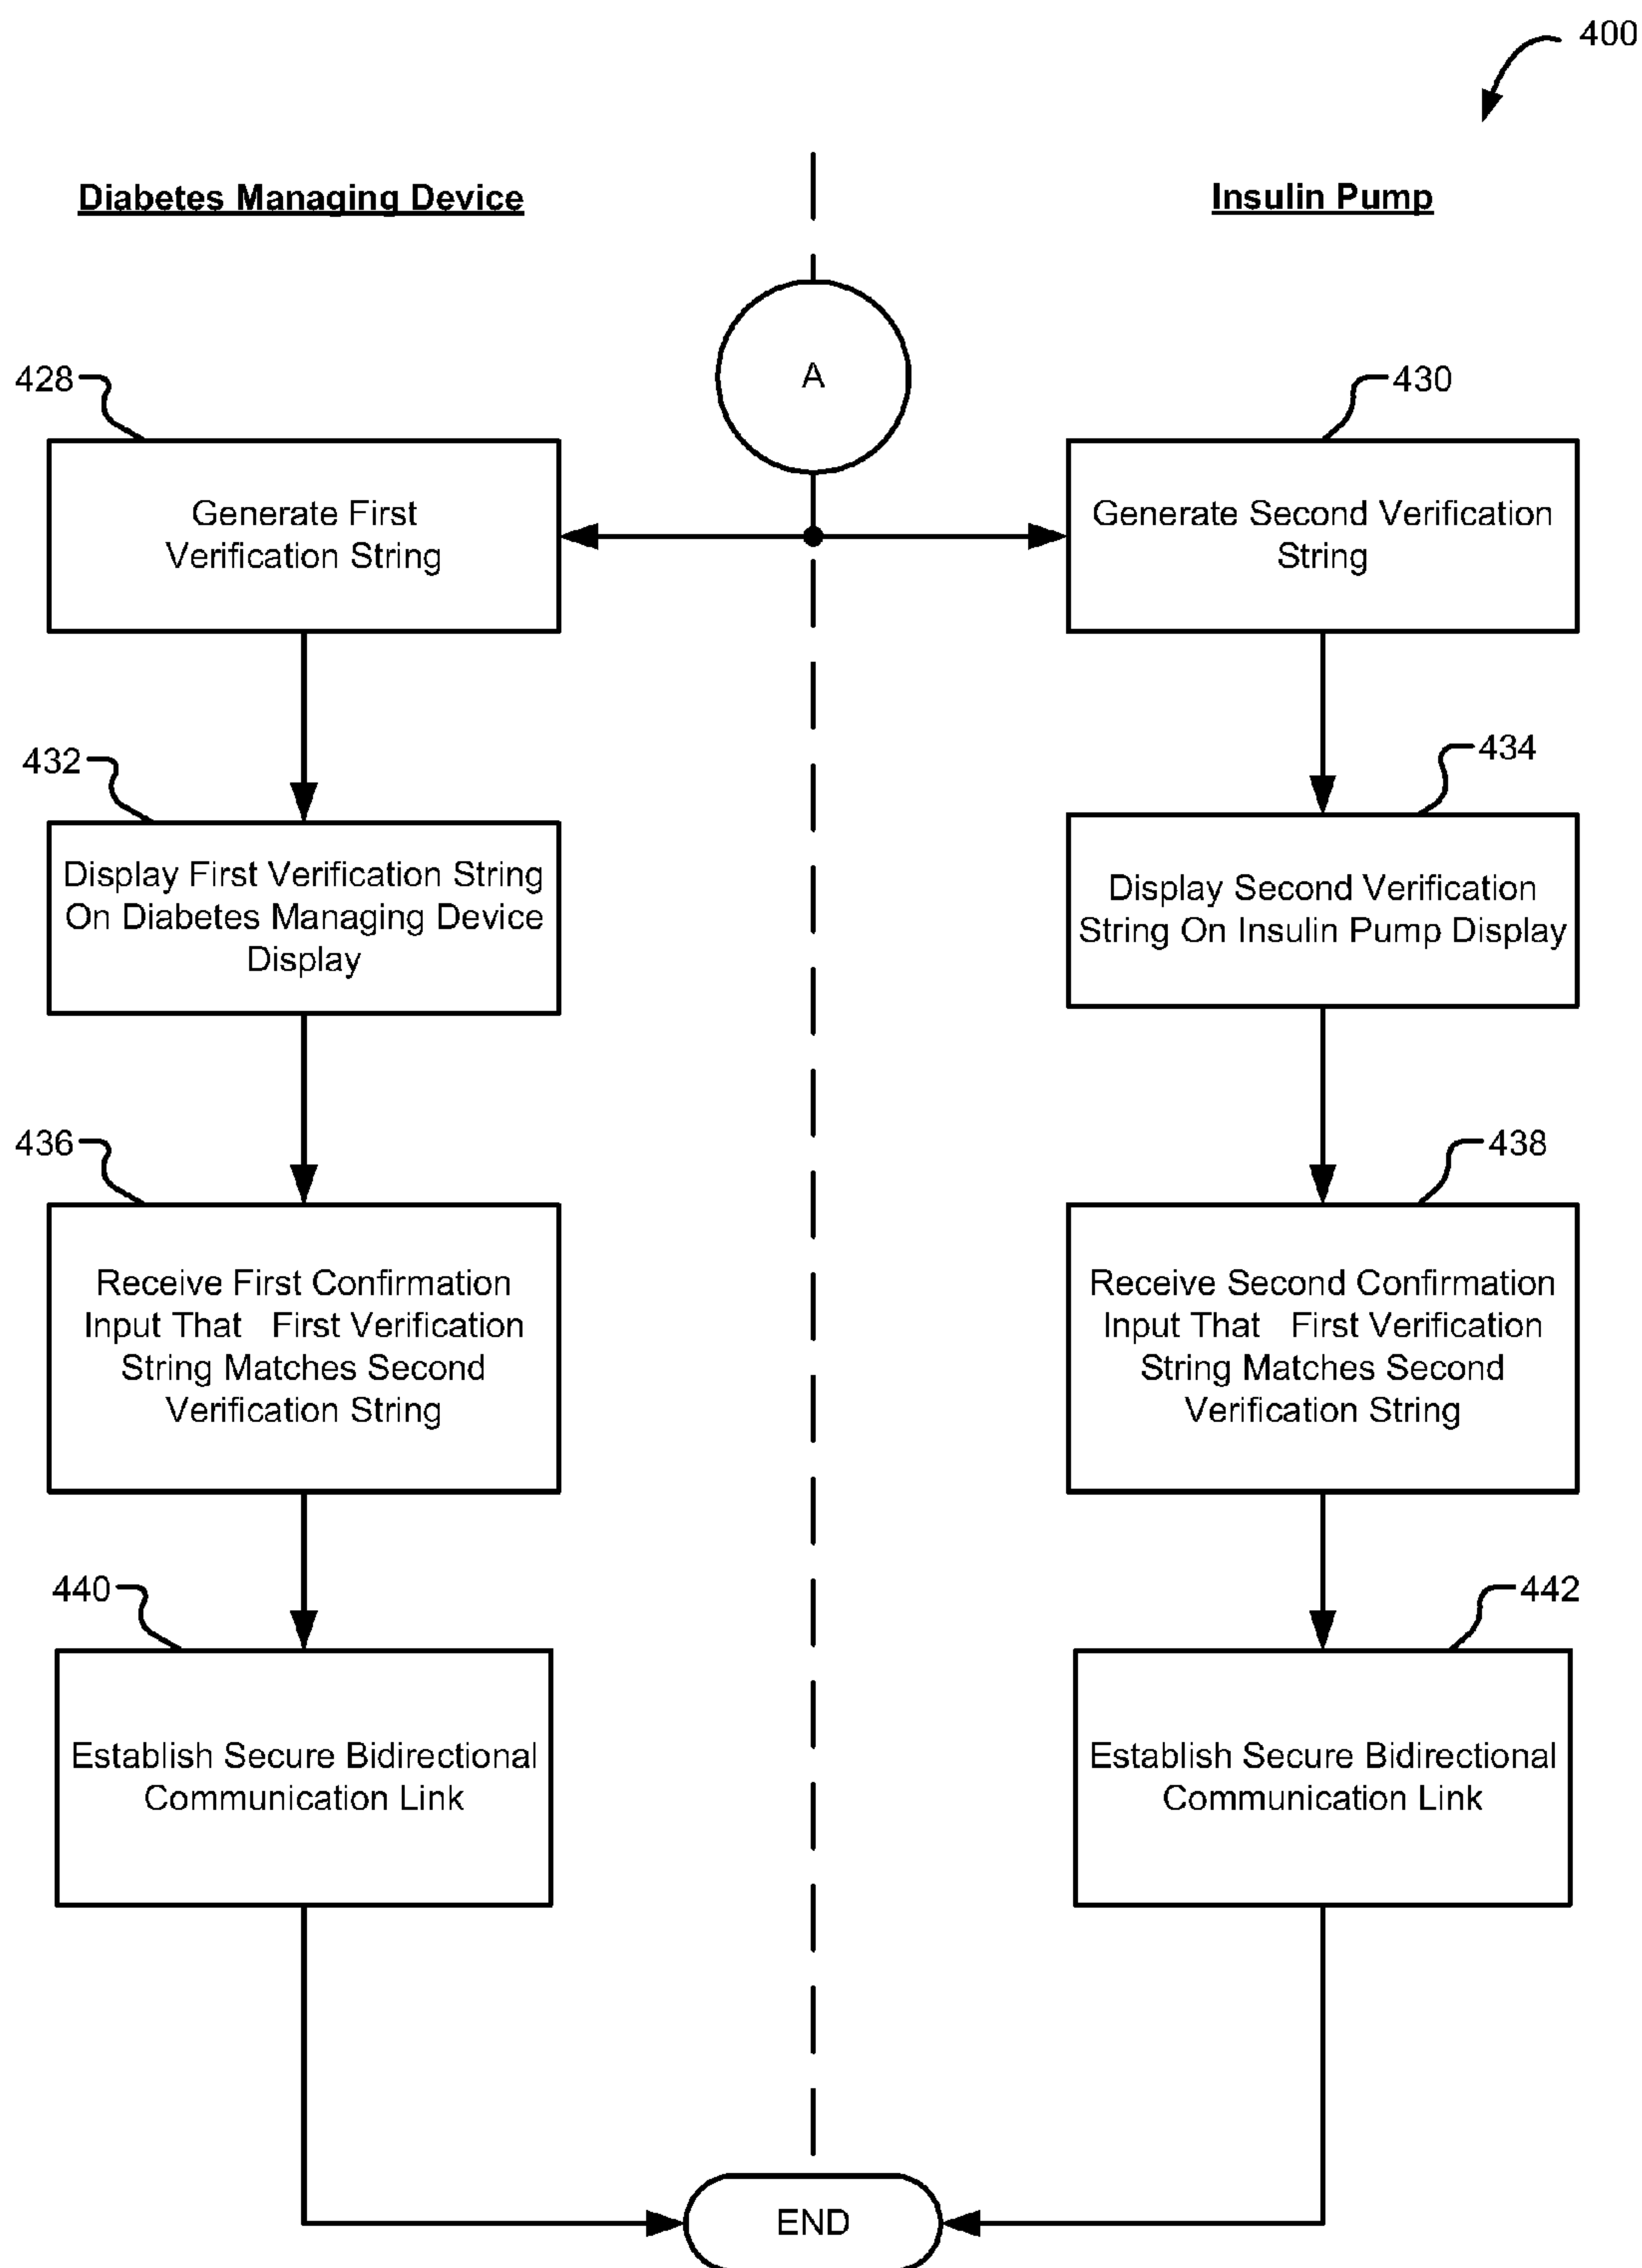 400
Diabetes Managing Device
Insulin Pump
A
428
430
Generate First
Verification String
Generate Second Verification
String
432
434
Display First Verification String
On Diabetes Managing Device
Display
Display Second Verification
String On Insulin Pump Display
436
438
Receive First Confirmation
Input That First Verification
String Matches Second
Verification String
Receive Second Confirmation
Input That First Verification
String Matches Second
Verification String
440
442
Establish Secure Bidirectional
Communication Link
Establish Secure Bidirectional
Communication Link
END